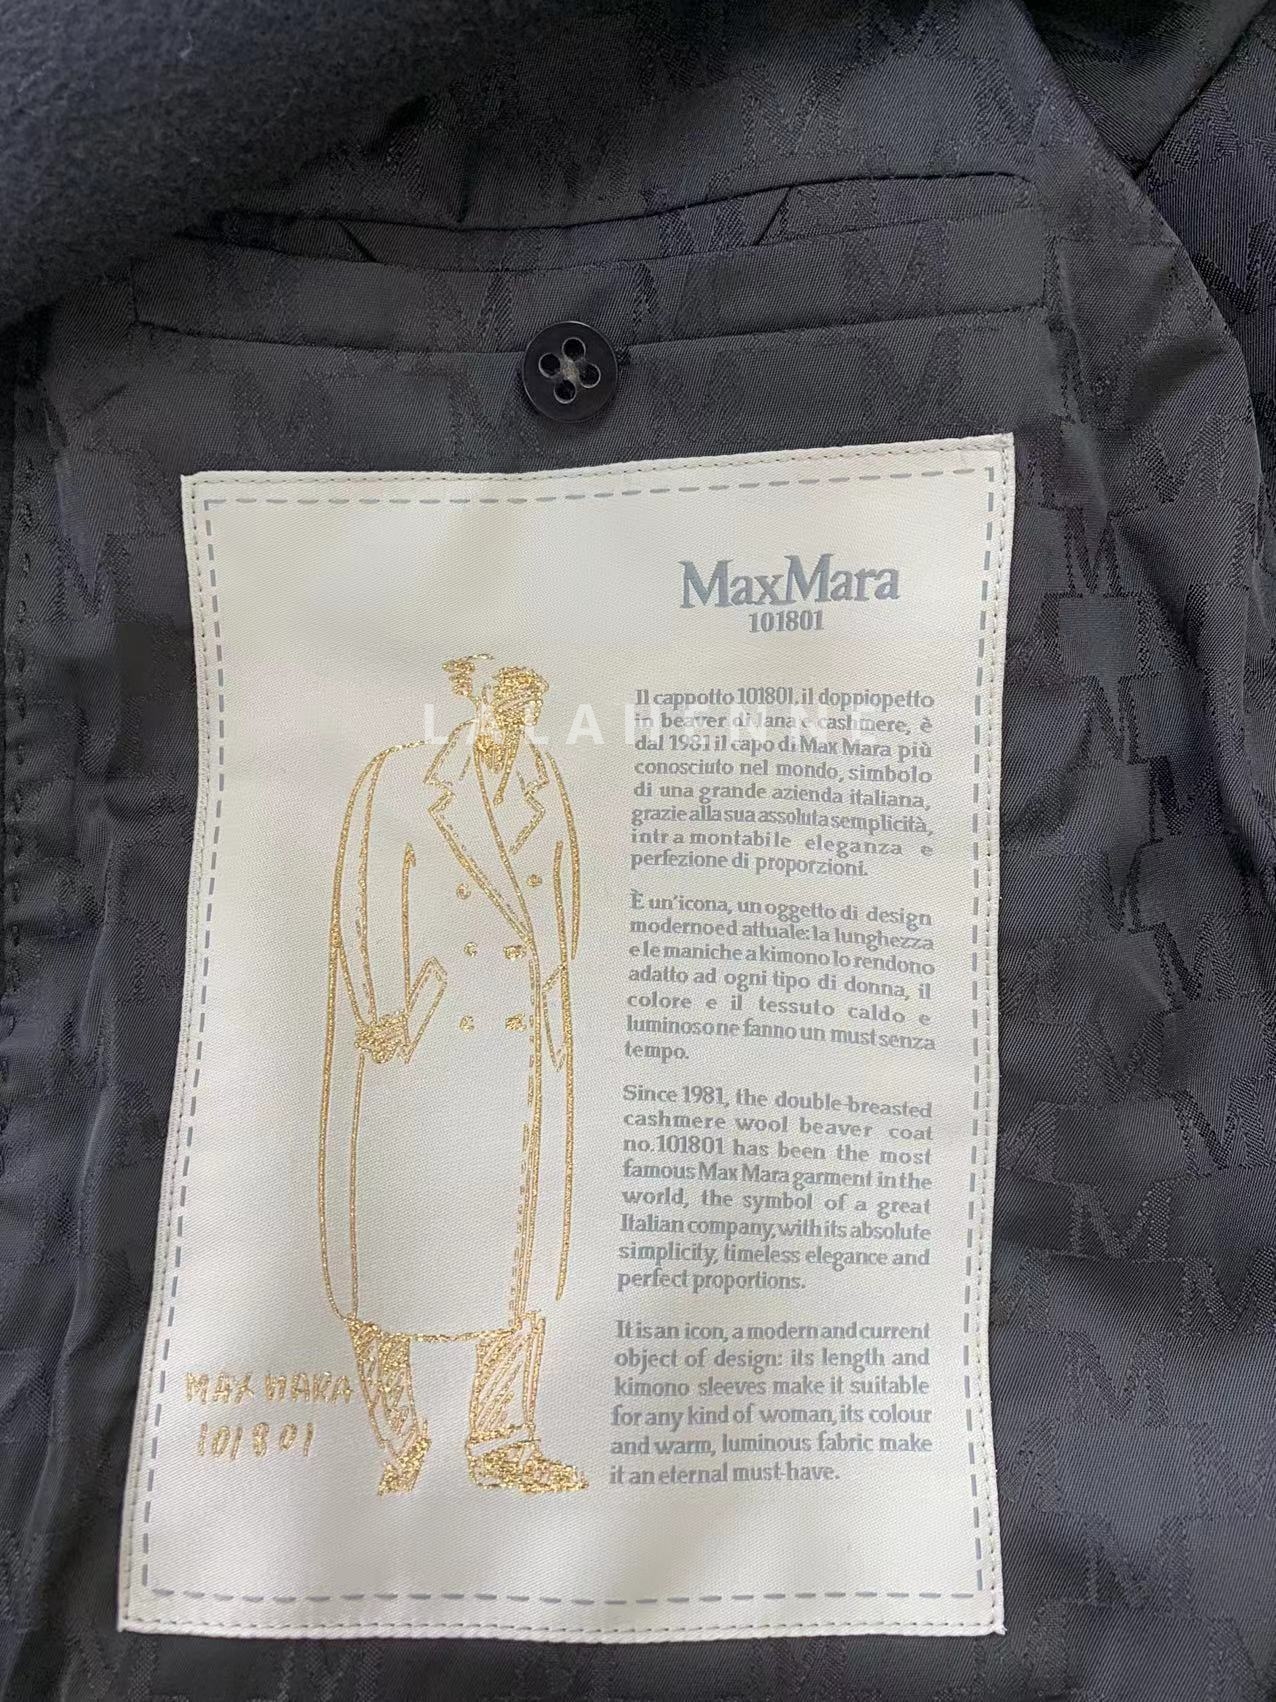 MaxMara
101801
Il cappotto 101801, il doppiopetto
in beaver di lana e cashmere, è
dal 1981 il capo di Max Mara più
conosciuto nel mondo, simbolo
di una grande azienda italiana,
grazie alla sua assoluta semplicità,
intramontabile eleganza e
perfezione di proporzioni.
È un'icona, un oggetto di design
moderno ed attuale: la lunghezza
e le maniche a kimono lo rendono
adatto ad ogni tipo di donna, il
colore e il tessuto caldo e
luminoso ne fanno un must senza
tempo.
Since 1981, the double-breasted
cashmere wool beaver coat
no.101801 has been the most
famous Max Mara garment in the
world, the symbol of a great
Italian company, with its absolute
simplicity, timeless elegance and
perfect proportions.
It is an icon, a modern and current
object of design: its length and
kimono sleeves make it suitable
for any kind of woman, its colour
and warm, luminous fabric make
it an eternal must-have.
MAX MARA
101801